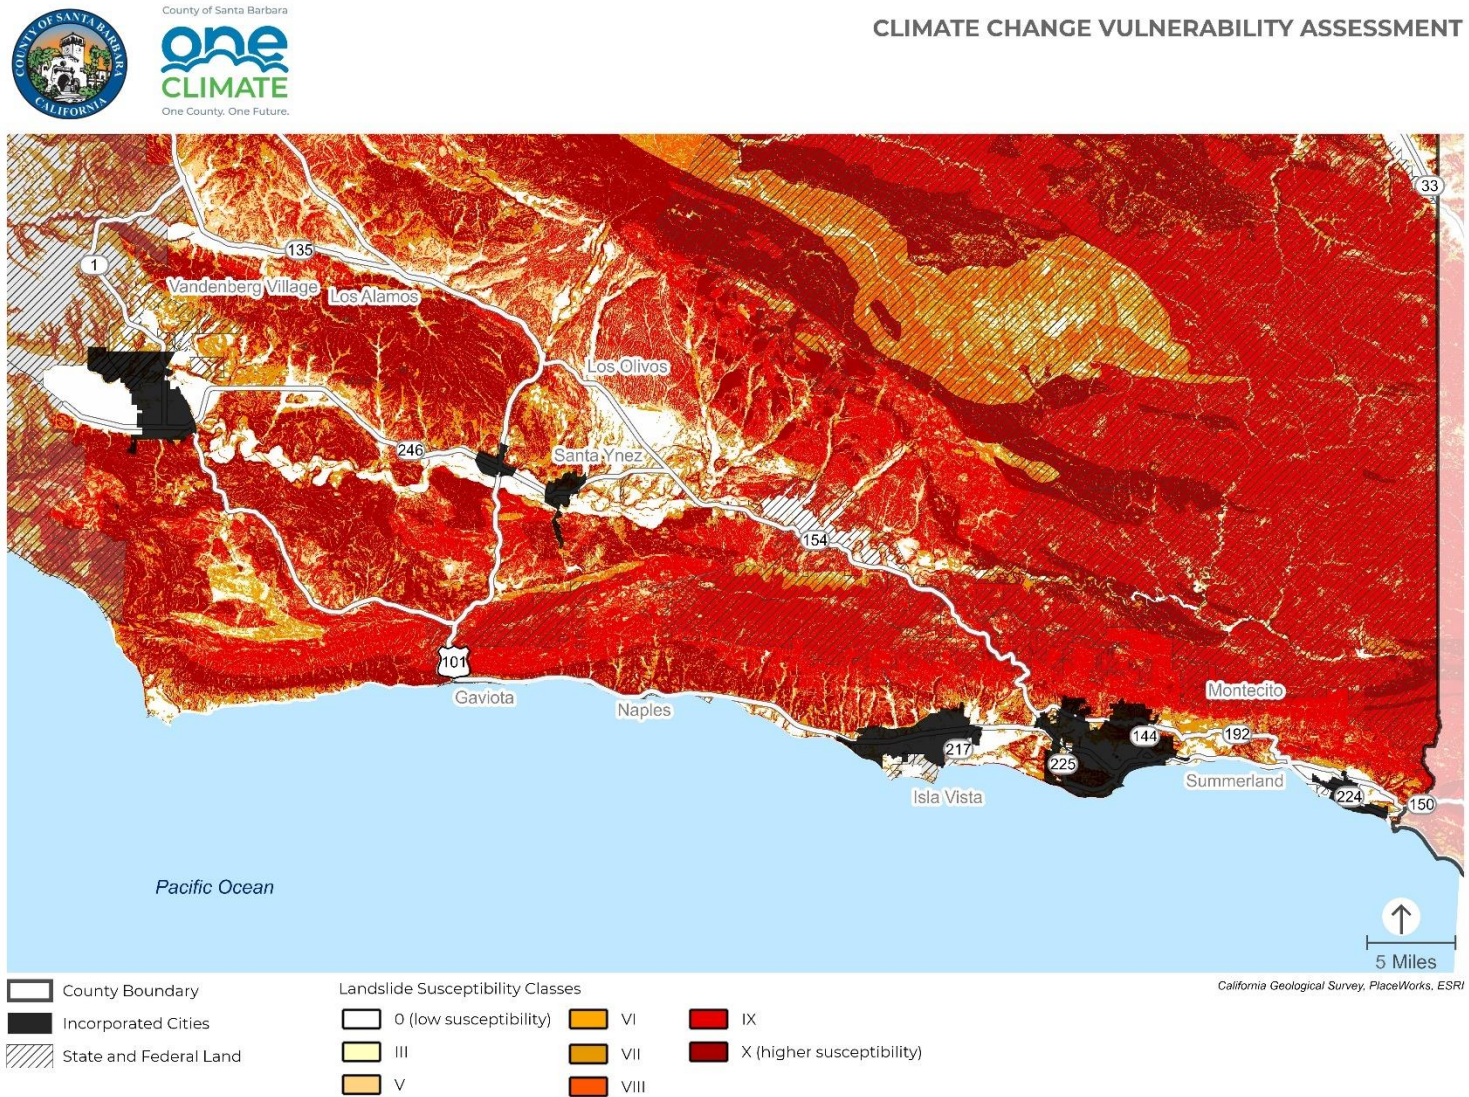 COUNTY OF SANTA BARBARA
CALIFORNIA
County of Santa Barbara
one
CLIMATE
One County. One Future.
CLIMATE CHANGE VULNERABILITY ASSESSMENT
33
135
1
Vandenberg Village
Los Alamos
Los Olivos
246
Santa Ynez
154
101
Gaviota
Naples
Montecito
144
192
217
225
Isla Vista
Summerland
224
150
Pacific Ocean
5 Miles
California Geological Survey, PlaceWorks, ESRI
County Boundary
Incorporated Cities
State and Federal Land
Landslide Susceptibility Classes
0 (low susceptibility)
III
V
VI
VII
VIII
IX
X (higher susceptibility)